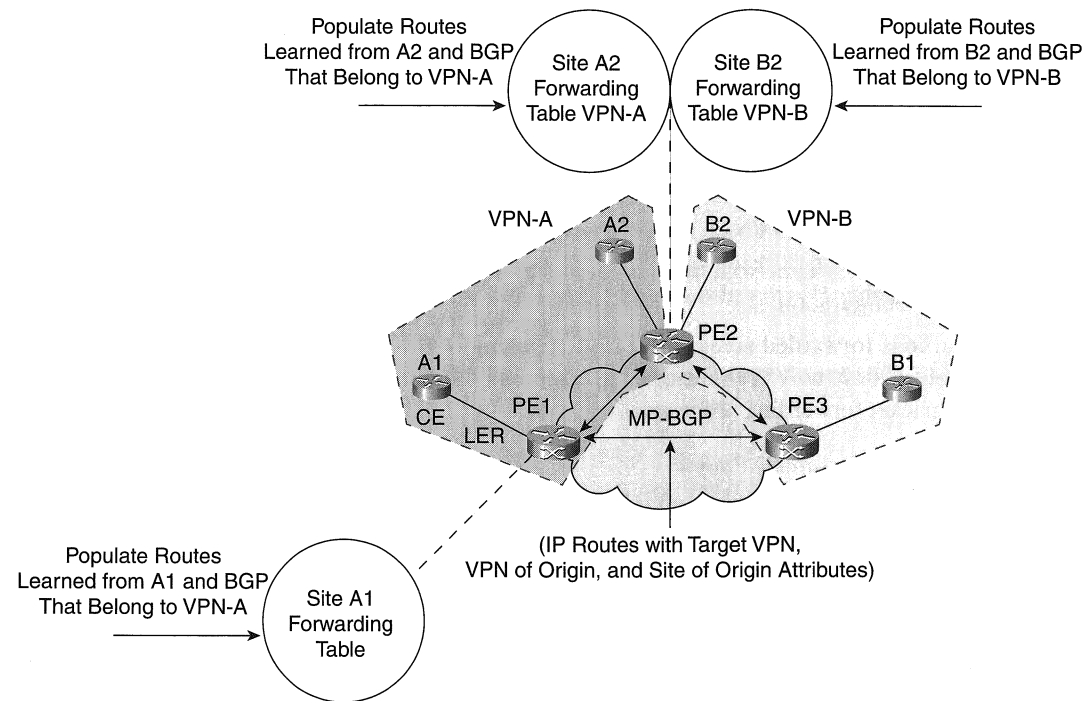 Populate Routes
Learned from A2 and BGP
That Belong to VPN-A
Site A2
Forwarding
Table VPN-A
Site B2
Forwarding
Table VPN-B
Populate Routes
Learned from B2 and BGP
That Belong to VPN-B
VPN-A
A2
B2
VPN-B
PE2
A1
B1
CE
PE1
MP-BGP
PE3
LER
(IP Routes with Target VPN,
VPN of Origin, and Site of Origin Attributes)
Populate Routes
Learned from A1 and BGP
That Belong to VPN-A
Site A1
Forwarding
Table